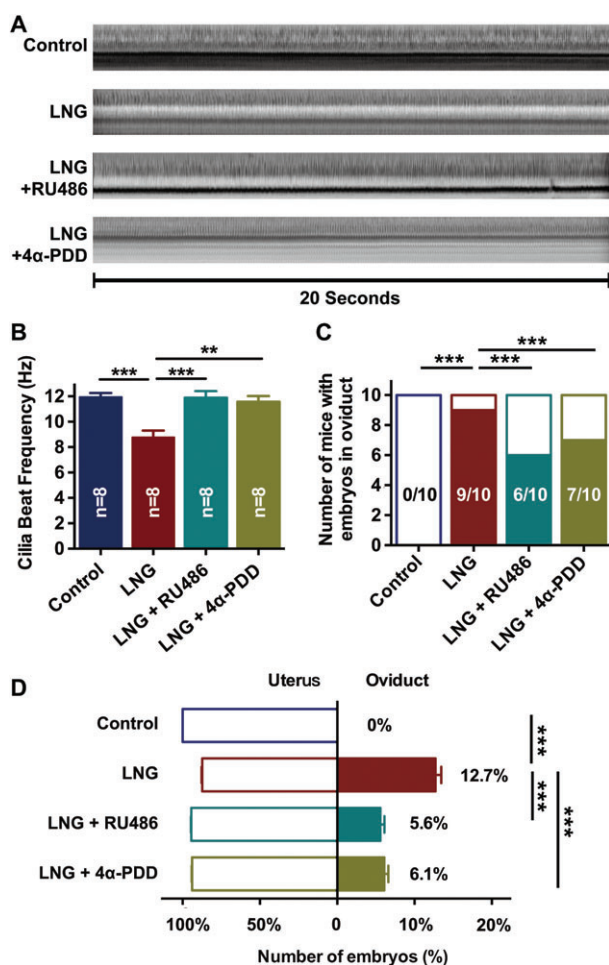 A
Control
LNG
LNG
+RU486
LNG
+4α-PDD
20 Seconds
B
Cilia Beat Frequency (Hz)
14
12
10
8
6
4
2
0
***
***
**
n=8
n=8
n=8
n=8
Control
LNG
LNG + RU486
LNG + 4α-PDD
C
Number of mice with
embryos in oviduct
10
8
6
4
2
0
***
***
***
0/10
9/10
6/10
7/10
Control
LNG
LNG + RU486
LNG + 4α-PDD
D
Uterus Oviduct
Control 0%
LNG 12.7%
LNG + RU486 5.6%
LNG + 4α-PDD 6.1%
***
***
***
100% 50% 0 10% 20%
Number of embryos (%)